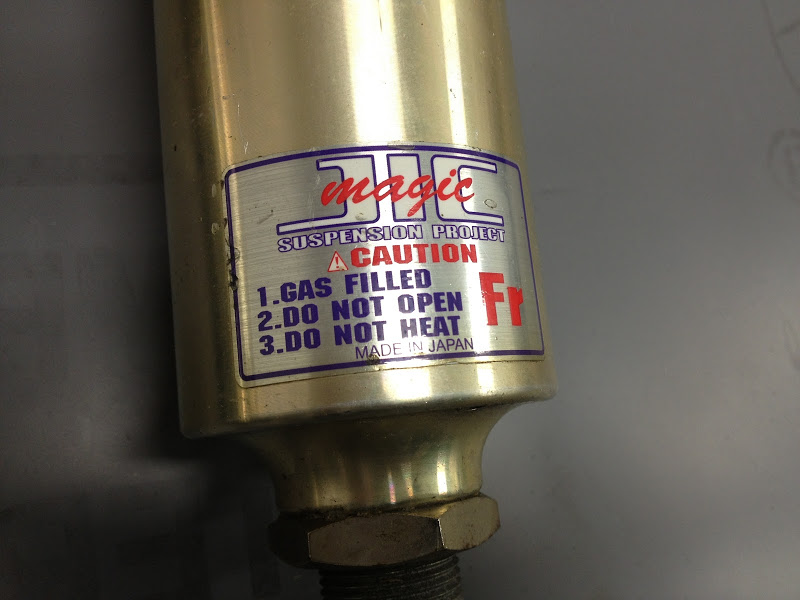 JIC
magic
SUSPENSION PROJECT
⚠CAUTION
1.GAS FILLED
2.DO NOT OPEN
3.DO NOT HEAT
Fr
MADE IN JAPAN